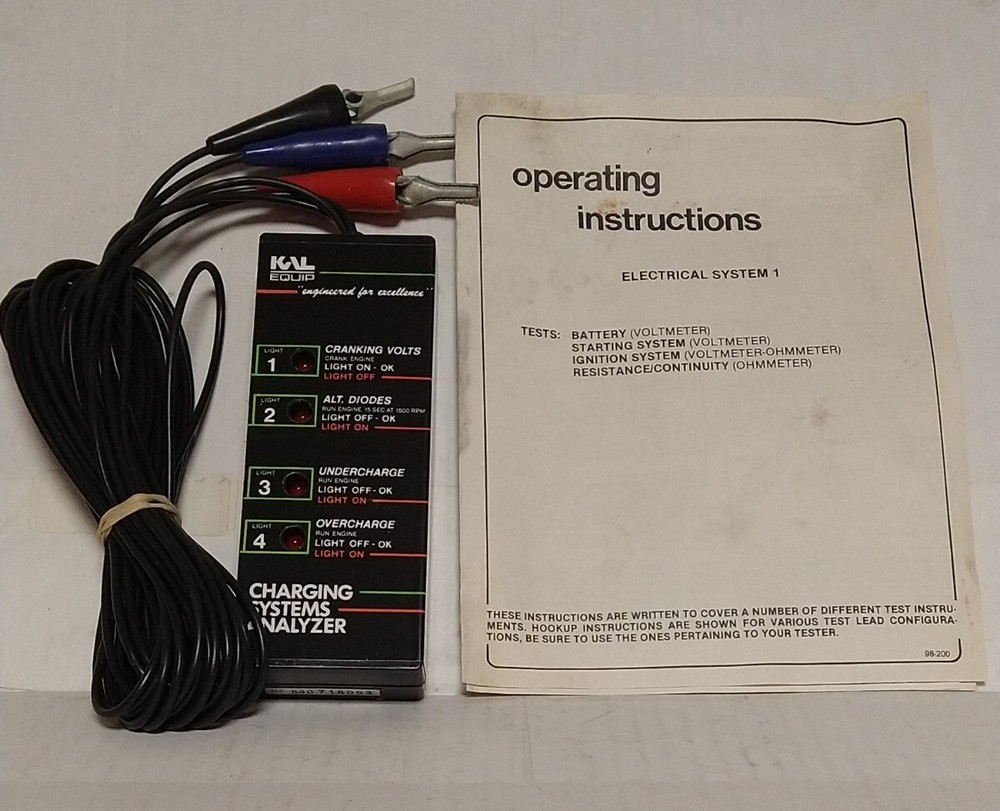 KAL
EQUIP
"engineered for excellence"
LIGHT
1
CRANKING VOLTS
CRANK ENGINE
LIGHT ON - OK
LIGHT OFF
LIGHT
2
ALT. DIODES
RUN ENGINE 15 SEC AT 1500 RPM
LIGHT OFF - OK
LIGHT ON
LIGHT
3
UNDERCHARGE
RUN ENGINE
LIGHT OFF - OK
LIGHT ON
LIGHT
4
OVERCHARGE
RUN ENGINE
LIGHT OFF - OK
LIGHT ON
CHARGING
SYSTEMS
ANALYZER
operating
instructions
ELECTRICAL SYSTEM 1
TESTS: BATTERY (VOLTMETER)
STARTING SYSTEM (VOLTMETER)
IGNITION SYSTEM (VOLTMETER-OHMMETER)
RESISTANCE/CONTINUITY (OHMMETER)
THESE INSTRUCTIONS ARE WRITTEN TO COVER A NUMBER OF DIFFERENT TEST INSTRU-
MENTS. HOOKUP INSTRUCTIONS ARE SHOWN FOR VARIOUS TEST LEAD CONFIGURA-
TIONS, BE SURE TO USE THE ONES PERTAINING TO YOUR TESTER.
98-200